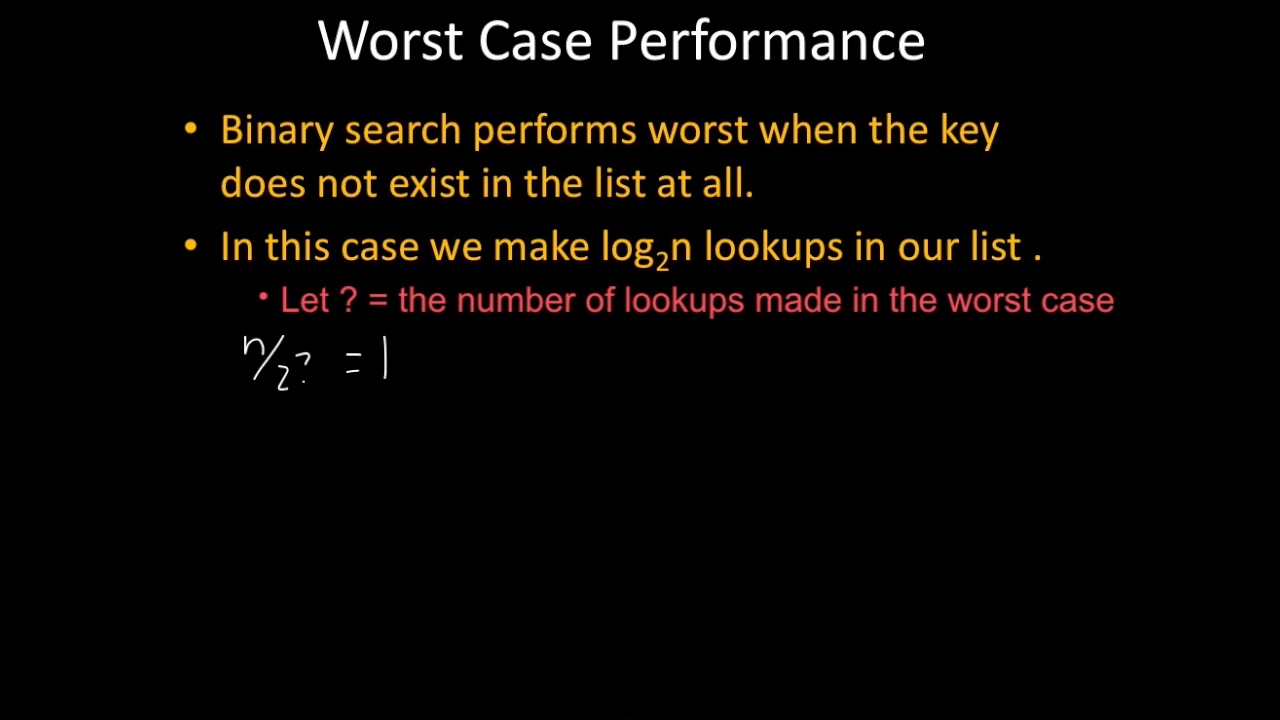 Worst Case Performance
• Binary search performs worst when the key
does not exist in the list at all.
• In this case we make log₂n lookups in our list .
• Let ? = the number of lookups made in the worst case
n/2? = 1